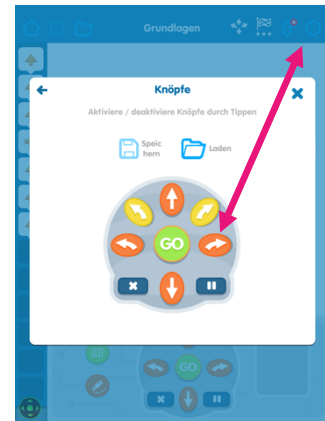 Grundlagen
Knöpfe
Aktiviere / deaktiviere Knöpfe durch Tippen
Speic
hern
Laden
GO
GO